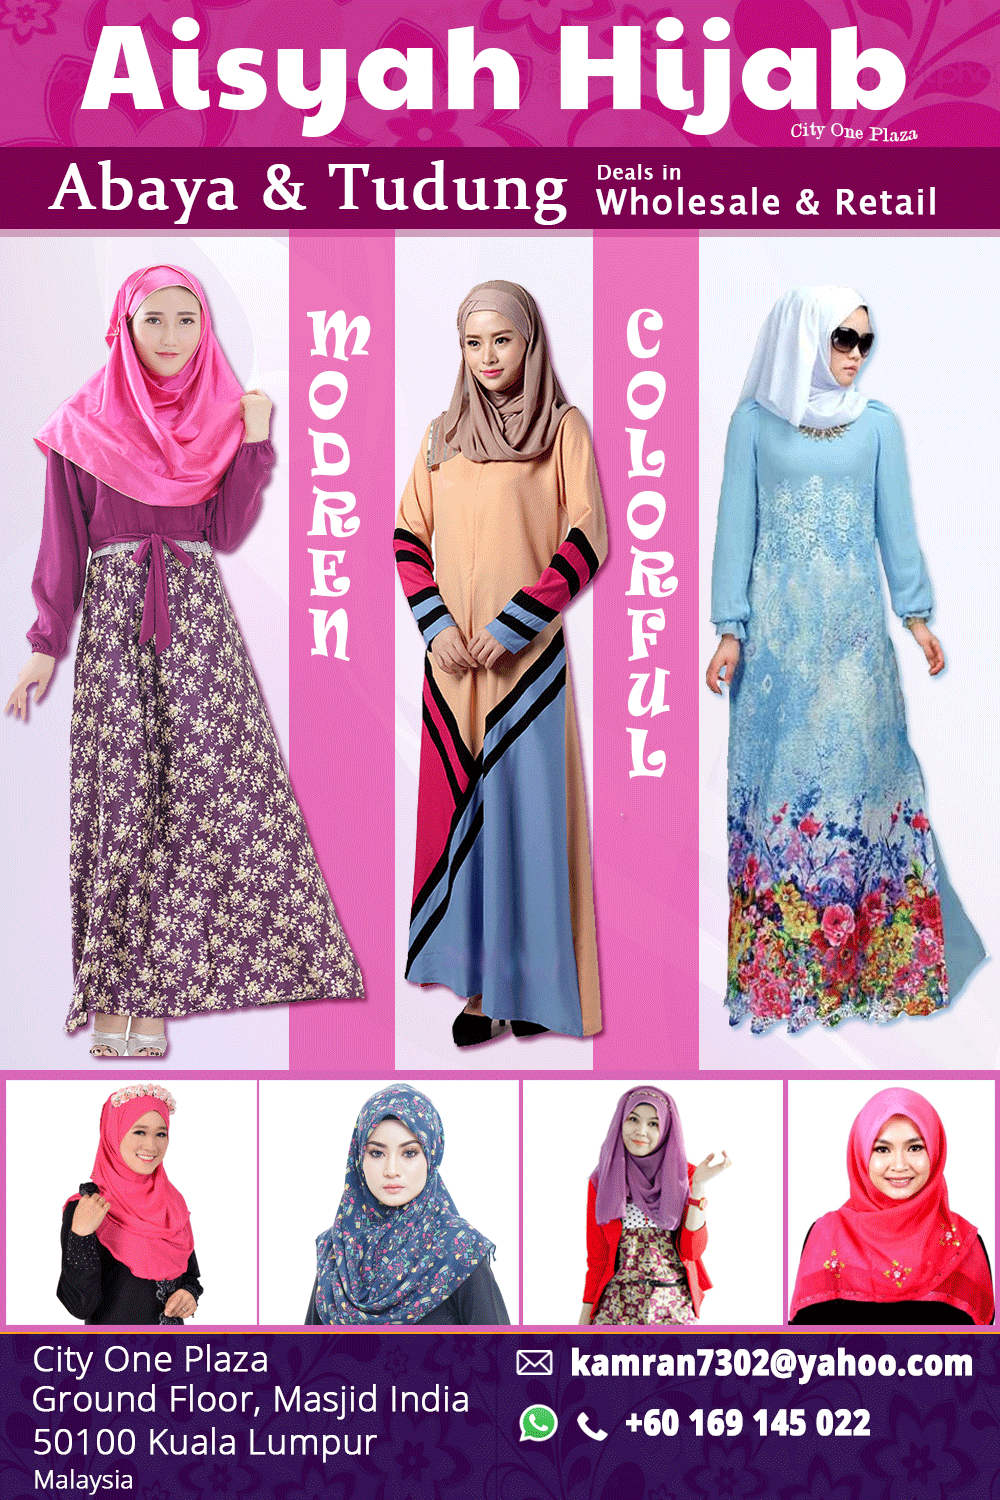 Aisyah Hijab
City One Plaza
Abaya & Tudung
Deals in
Wholesale & Retail
MODREN
COLORFUL
City One Plaza
Ground Floor, Masjid India
50100 Kuala Lumpur
Malaysia
kamran7302@yahoo.com
+60 169 145 022